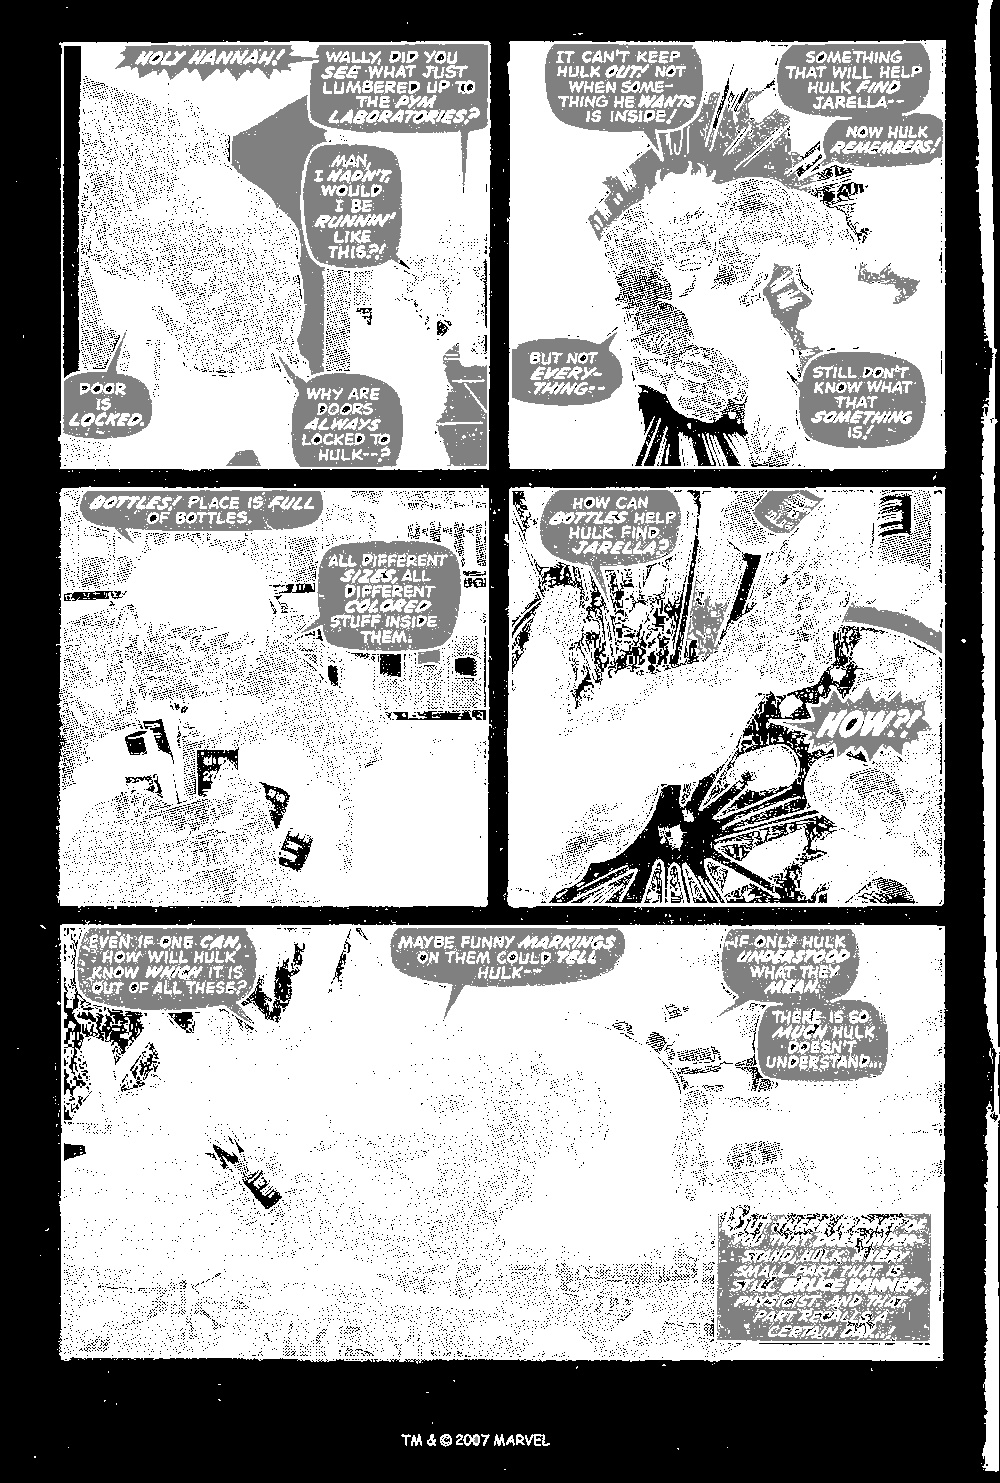 HOLY HANNAH!
WALLY, DID YOU
SEE WHAT JUST
LUMBERED UP TO
THE PYM
LABORATORIES?
MAN,
I HADN'T,
WOULD
I BE
RUNNIN'
LIKE
THIS?!
DOOR
IS
LOCKED.
WHY ARE
DOORS
ALWAYS
LOCKED TO
HULK--?
IT CAN'T KEEP
HULK OUT! NOT
WHEN SOME-
THING HE WANTS
IS INSIDE!
SOMETHING
THAT WILL HELP
HULK FIND
JARELLA--
NOW HULK
REMEMBERS!
BUT NOT
EVERY-
THING--
STILL DON'T
KNOW WHAT
THAT
SOMETHING
IS!
BOTTLES! PLACE IS FULL
OF BOTTLES.
ALL DIFFERENT
SIZES, ALL
DIFFERENT
COLORED
STUFF INSIDE
THEM.
HOW CAN
BOTTLES HELP
HULK FIND
JARELLA?
HOW?!
EVEN IF ONE CAN,
HOW WILL HULK
KNOW WHICH IT IS
OUT OF ALL THESE?
MAYBE FUNNY MARKINGS
ON THEM COULD TELL
HULK--
IF ONLY HULK
UNDERSTOOD
WHAT THEY
MEAN.
THERE IS SO
MUCH HULK
DOESN'T
UNDERSTAND...
BUT
SMALL PART THAT IS
STILL BRUCE BANNER,
PHYSICIST. AND THAT
PART RECALLS A
CERTAIN DAY...!
TM & © 2007 MARVEL